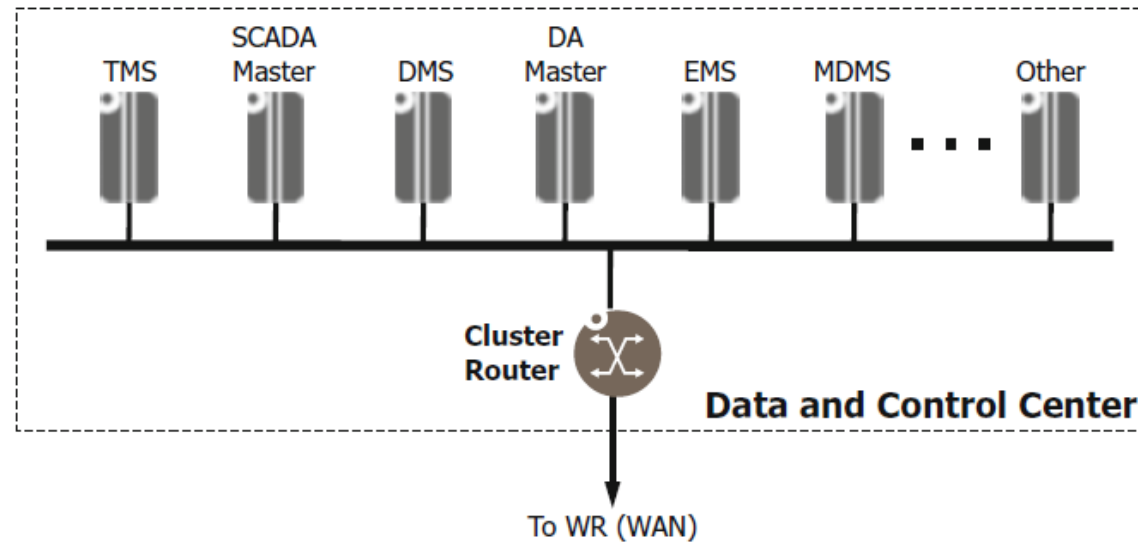 TMS
SCADA
Master
DMS
DA
Master
EMS
MDMS
Other
Cluster
Router
Data and Control Center
To WR (WAN)